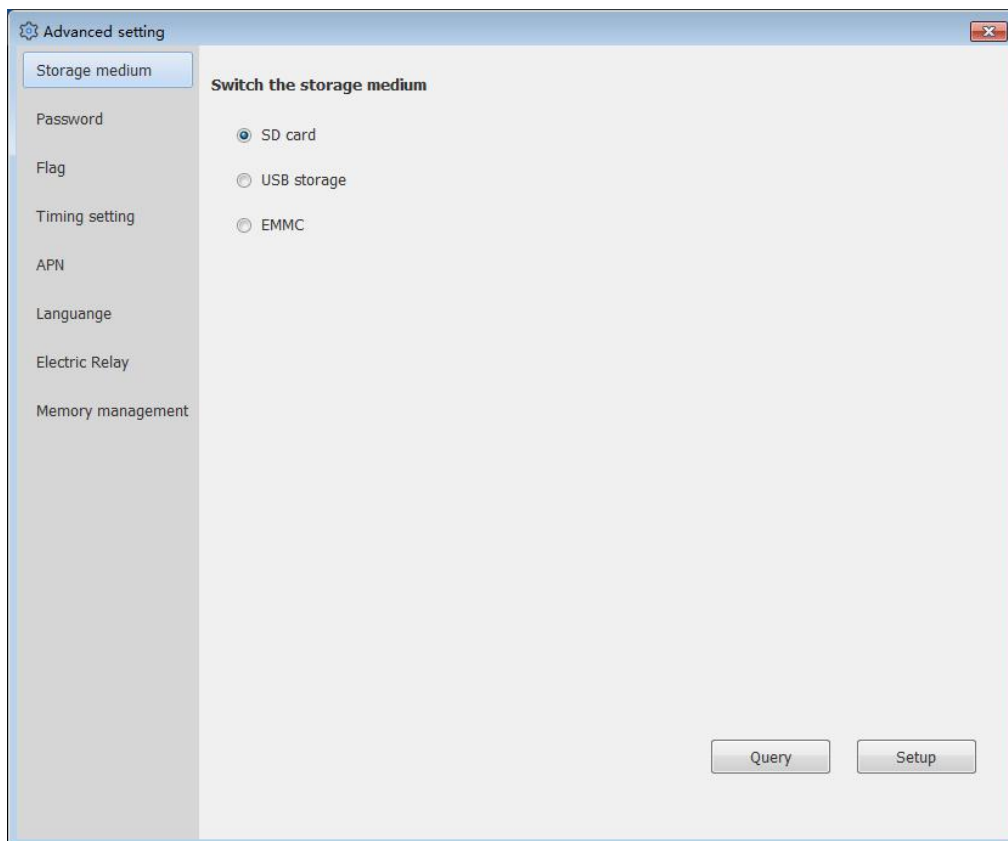 Advanced setting
Storage medium
Password
Flag
Timing setting
APN
Languange
Electric Relay
Memory management
Switch the storage medium
SD card
USB storage
EMMC
Query
Setup